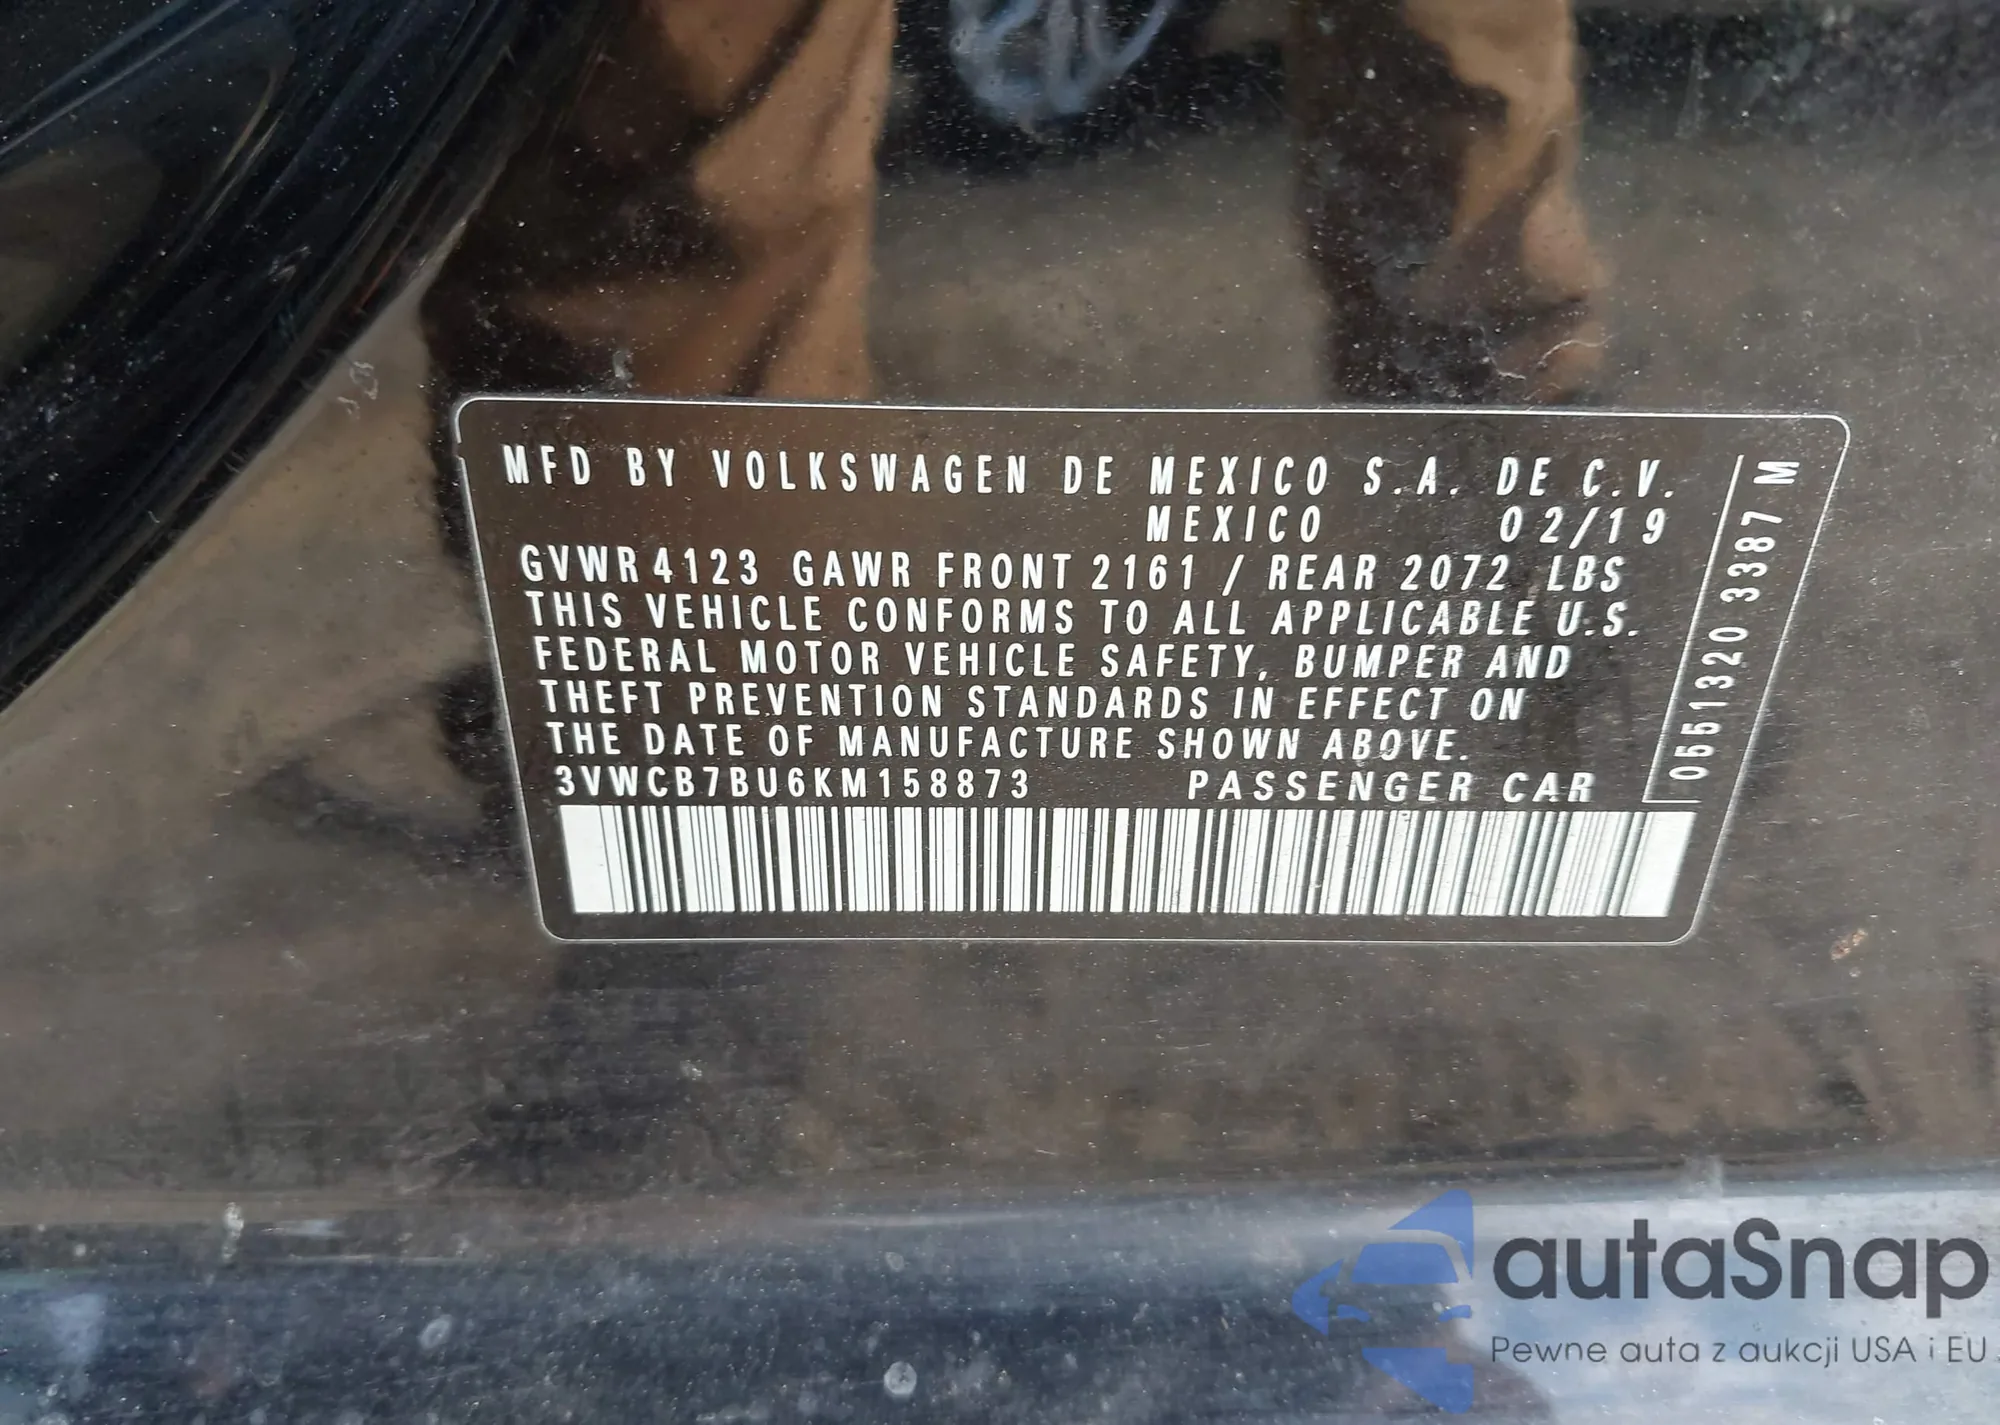 MFD BY VOLKSWAGEN DE MEXICO S.A. DE C.V.
MEXICO 02/19
GVWR 4123 GAWR FRONT 2161 / REAR 2072 LBS
THIS VEHICLE CONFORMS TO ALL APPLICABLE U.S.
FEDERAL MOTOR VEHICLE SAFETY, BUMPER AND
THEFT PREVENTION STANDARDS IN EFFECT ON
THE DATE OF MANUFACTURE SHOWN ABOVE.
3VWCB7BU6KM158873 PASSENGER CAR
0551320 3387 M
autaSnap
Pewne auta z aukcji USA i EU